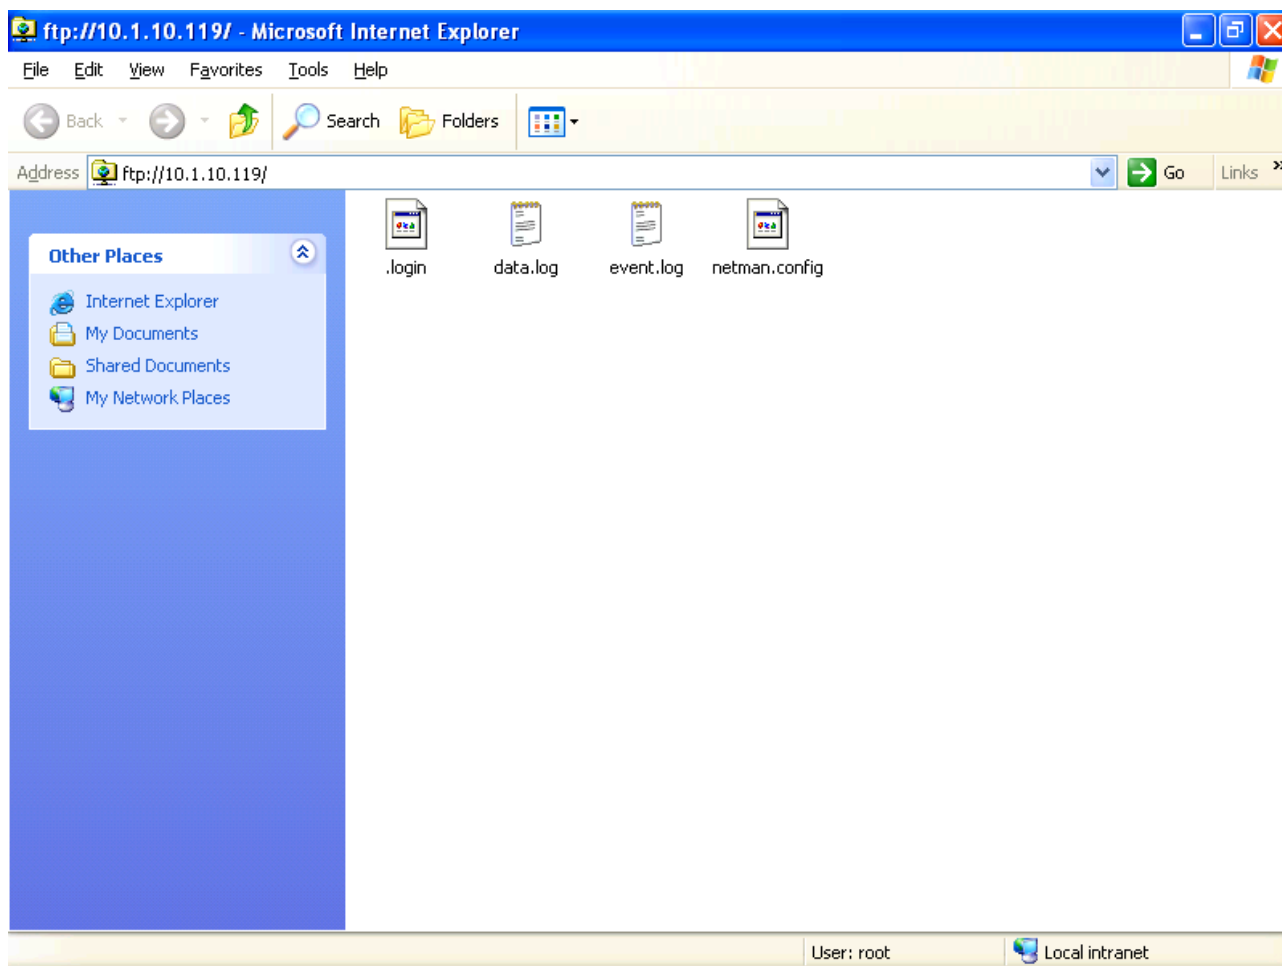 ftp://10.1.10.119/ - Microsoft Internet Explorer
File Edit View Favorites Tools Help
Back Search Folders
Address ftp://10.1.10.119/ Go Links »
Other Places
Internet Explorer
My Documents
Shared Documents
My Network Places
.login data.log event.log netman.config
User: root Local intranet